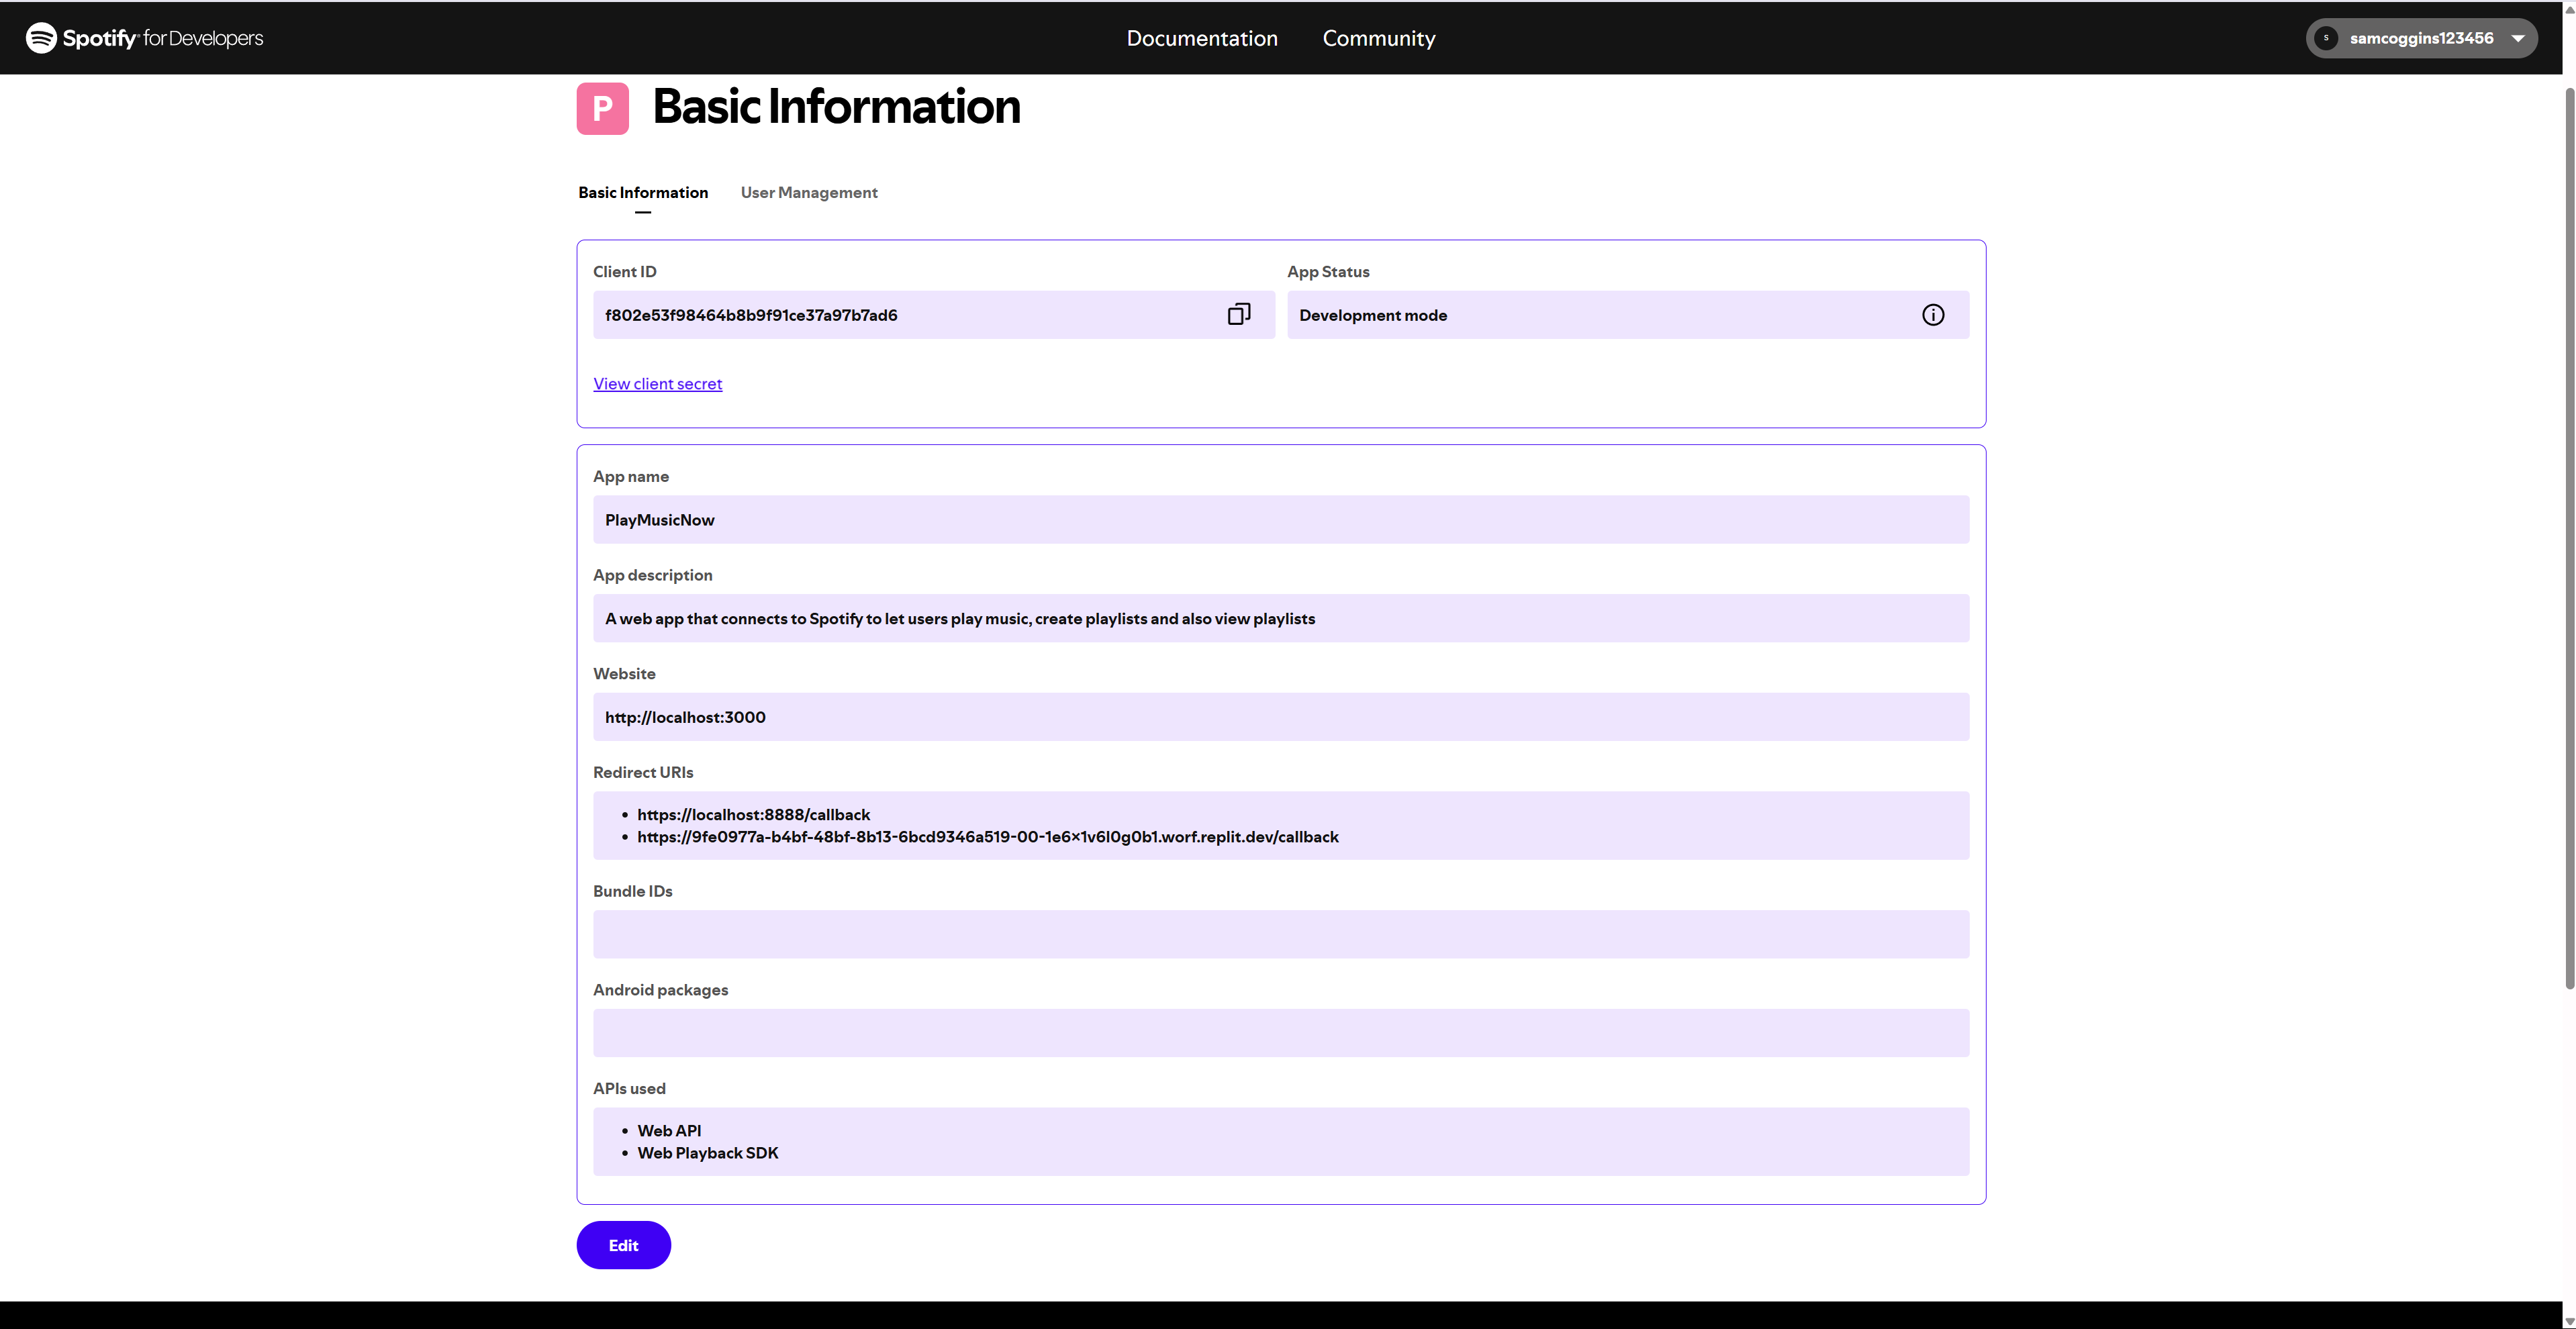 Spotify for Developers
Documentation
Community
S
samcoggins123456
P
Basic Information
Basic Information
User Management
Client ID
f802e53f98464b8b9f91ce37a97b7ad6
App Status
Development mode
View client secret
App name
PlayMusicNow
App description
A web app that connects to Spotify to let users play music, create playlists and also view playlists
Website
http://localhost:3000
Redirect URIs
• https://localhost:8888/callback
• https://9fe0977a-b4bf-48bf-8b13-6bcd9346a519-00-1e6×1v6l0g0b1.worf.replit.dev/callback
Bundle IDs
Android packages
APIs used
• Web API
• Web Playback SDK
Edit